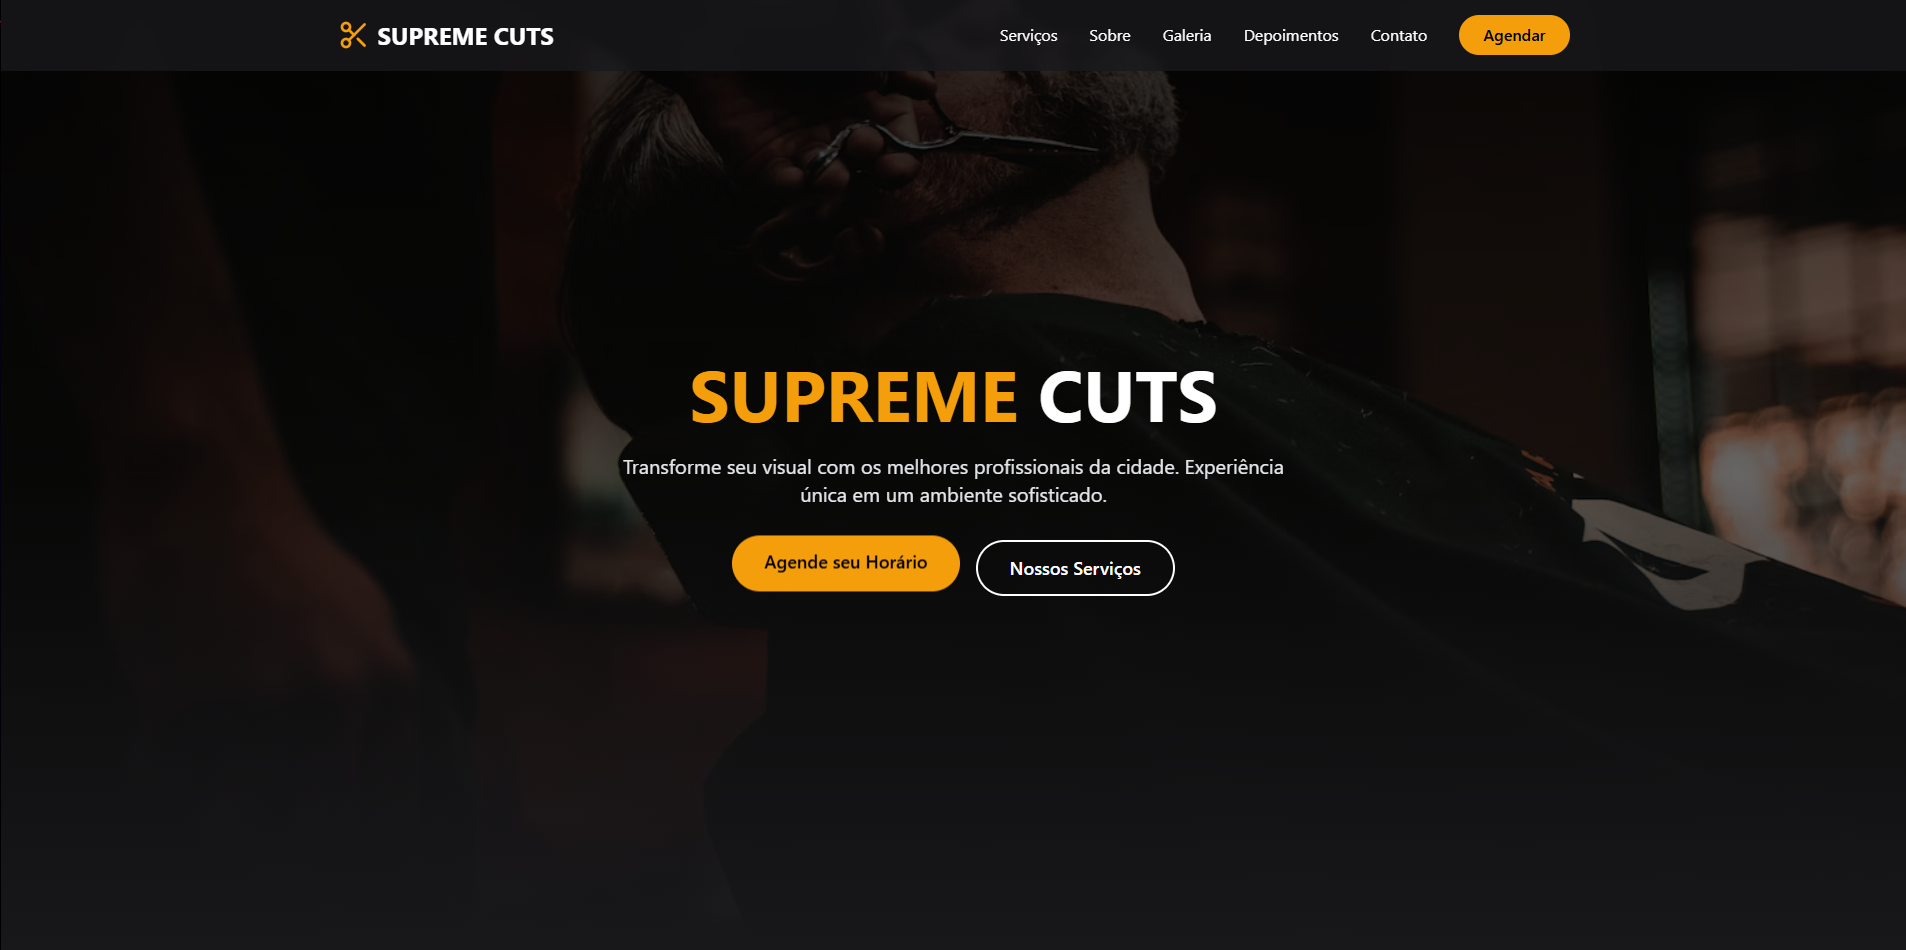 SUPREME CUTS
Serviços
Sobre
Galeria
Depoimentos
Contato
Agendar
SUPREME CUTS
Transforme seu visual com os melhores profissionais da cidade. Experiência
única em um ambiente sofisticado.
Agende seu Horário
Nossos Serviços